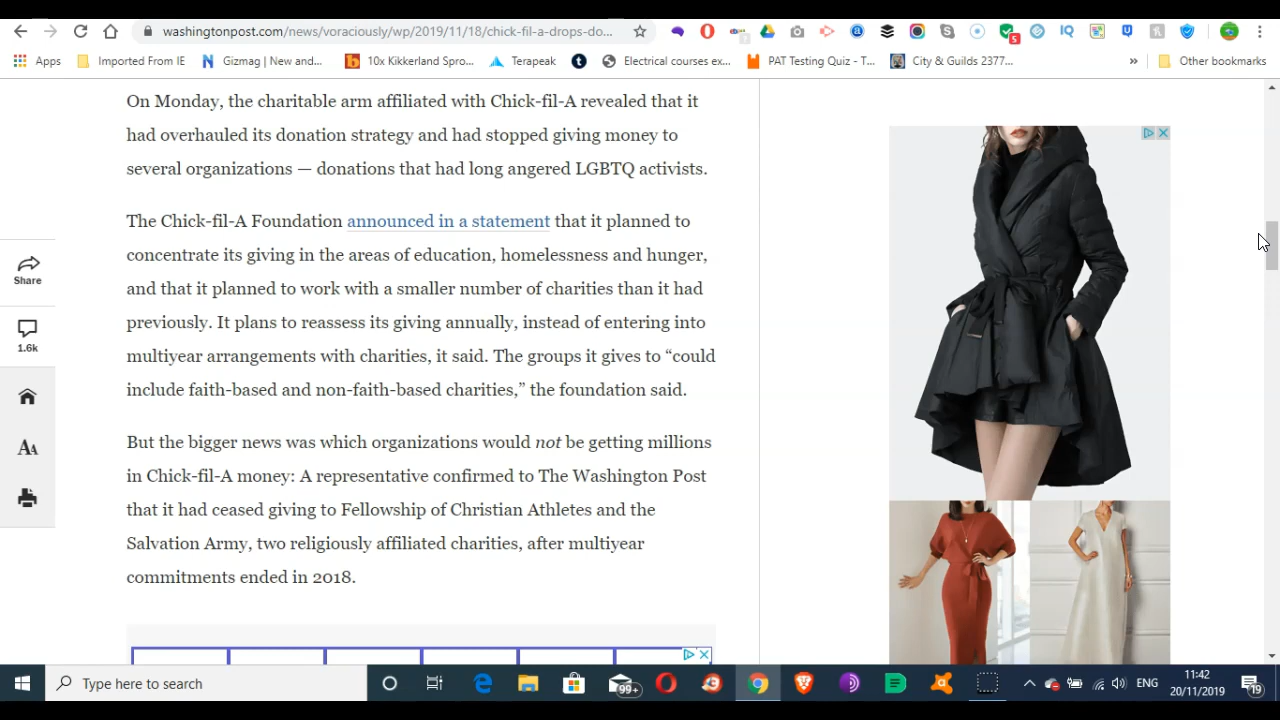 washingtonpost.com/news/voraciously/wp/2019/11/18/chick-fil-a-drops-do...
5
IQ
Apps Imported From IE Gizmag | New and... 10x Kikkerland Spro... Terapeak Electrical courses ex... PAT Testing Quiz - T... City & Guilds 2377... » Other bookmarks
On Monday, the charitable arm affiliated with Chick-fil-A revealed that it
had overhauled its donation strategy and had stopped giving money to
several organizations — donations that had long angered LGBTQ activists.
The Chick-fil-A Foundation announced in a statement that it planned to
concentrate its giving in the areas of education, homelessness and hunger,
and that it planned to work with a smaller number of charities than it had
previously. It plans to reassess its giving annually, instead of entering into
multiyear arrangements with charities, it said. The groups it gives to “could
include faith-based and non-faith-based charities,” the foundation said.
But the bigger news was which organizations would not be getting millions
in Chick-fil-A money: A representative confirmed to The Washington Post
that it had ceased giving to Fellowship of Christian Athletes and the
Salvation Army, two religiously affiliated charities, after multiyear
commitments ended in 2018.
Share
1.6k
AA
Type here to search
99+
ENG
11:42
20/11/2019
19